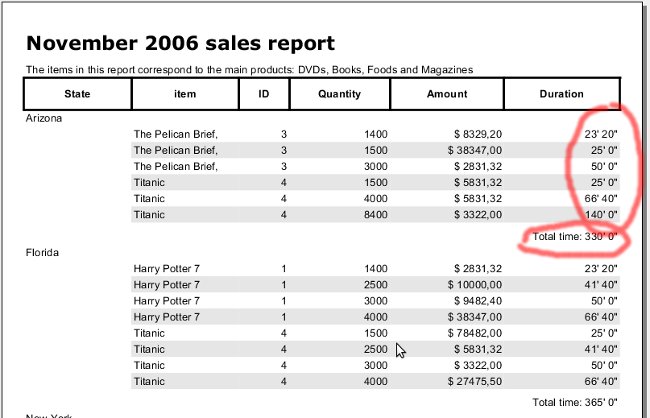 November 2006 sales report
The items in this report correspond to the main products: DVDs, Books, Foods and Magazines
State item ID Quantity Amount Duration
Arizona
The Pelican Brief, 3 1400 $ 8329,20 23' 20"
The Pelican Brief, 3 1500 $ 38347,00 25' 0"
The Pelican Brief, 3 3000 $ 2831,32 50' 0"
Titanic 4 1500 $ 5831,32 25' 0"
Titanic 4 4000 $ 5831,32 66' 40"
Titanic 4 8400 $ 3322,00 140' 0"
Total time: 330' 0"
Florida
Harry Potter 7 1 1400 $ 2831,32 23' 20"
Harry Potter 7 1 2500 $ 10000,00 41' 40"
Harry Potter 7 1 3000 $ 9482,40 50' 0"
Harry Potter 7 1 4000 $ 38347,00 66' 40"
Titanic 4 1500 $ 78482,00 25' 0"
Titanic 4 2500 $ 5831,32 41' 40"
Titanic 4 3000 $ 3322,00 50' 0"
Titanic 4 4000 $ 27475,50 66' 40"
Total time: 365' 0"
New York